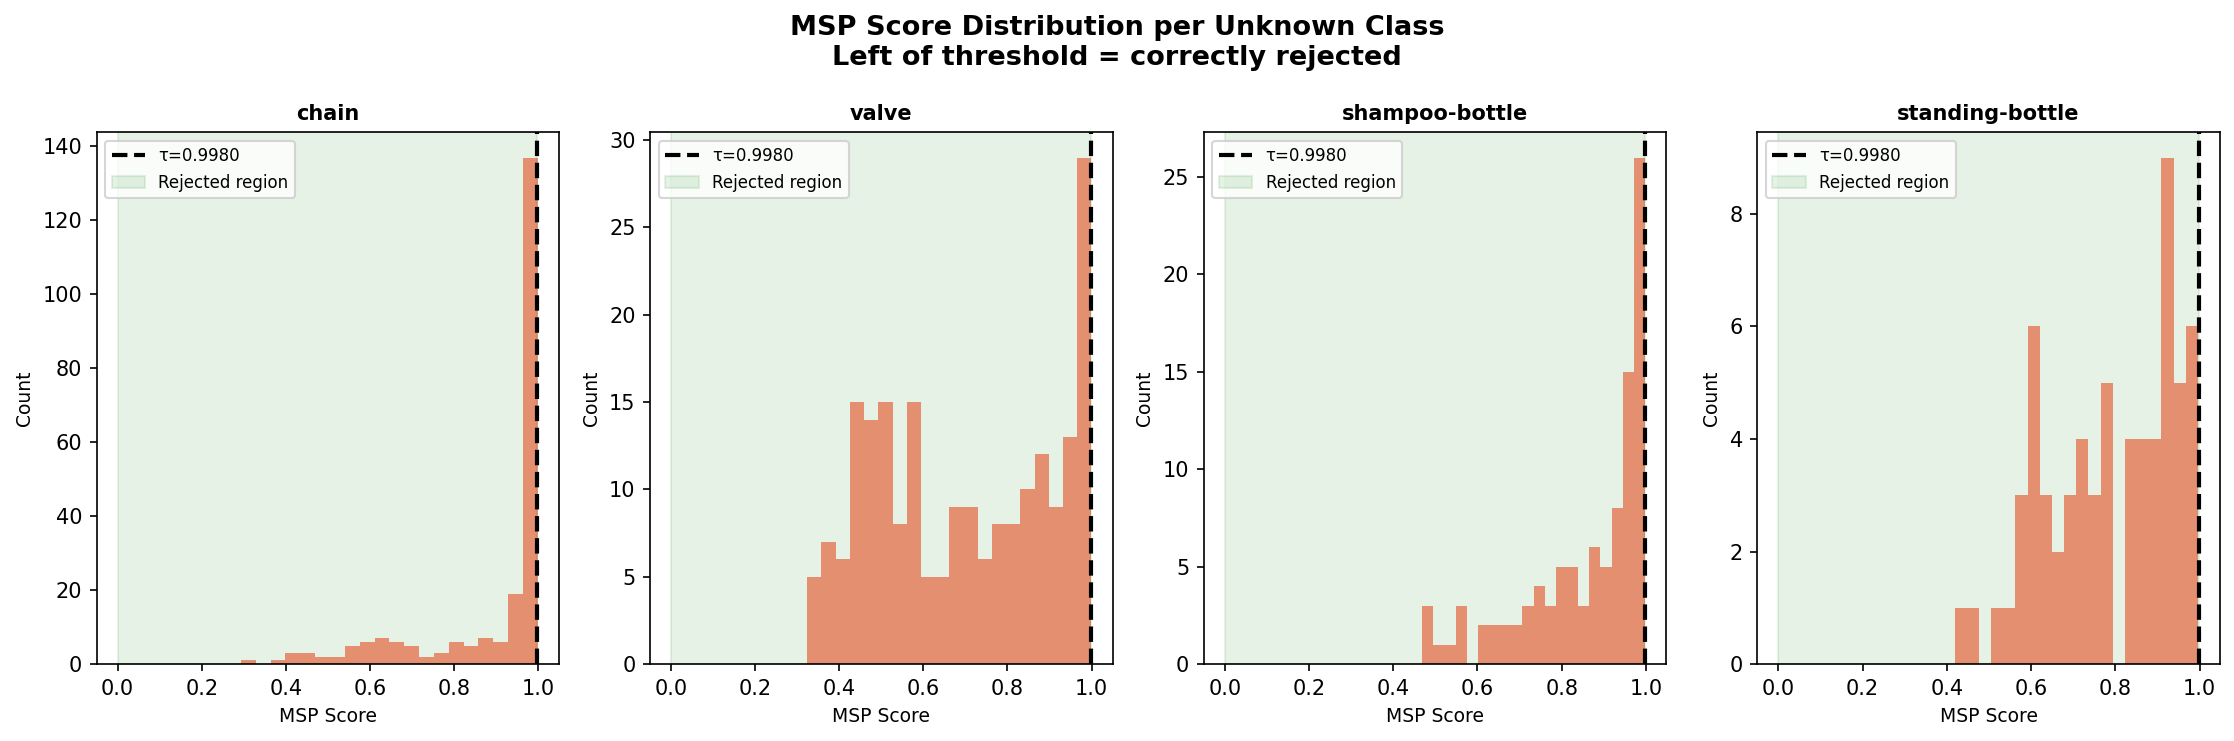 MSP Score Distribution per Unknown Class
Left of threshold = correctly rejected
chain
τ=0.9980
Rejected region
140
120
100
80
60
40
20
0
Count
0.0 0.2 0.4 0.6 0.8 1.0
MSP Score
valve
τ=0.9980
Rejected region
30
25
20
15
10
5
0
Count
0.0 0.2 0.4 0.6 0.8 1.0
MSP Score
shampoo-bottle
τ=0.9980
Rejected region
25
20
15
10
5
0
Count
0.0 0.2 0.4 0.6 0.8 1.0
MSP Score
standing-bottle
τ=0.9980
Rejected region
8
6
4
2
0
Count
0.0 0.2 0.4 0.6 0.8 1.0
MSP Score